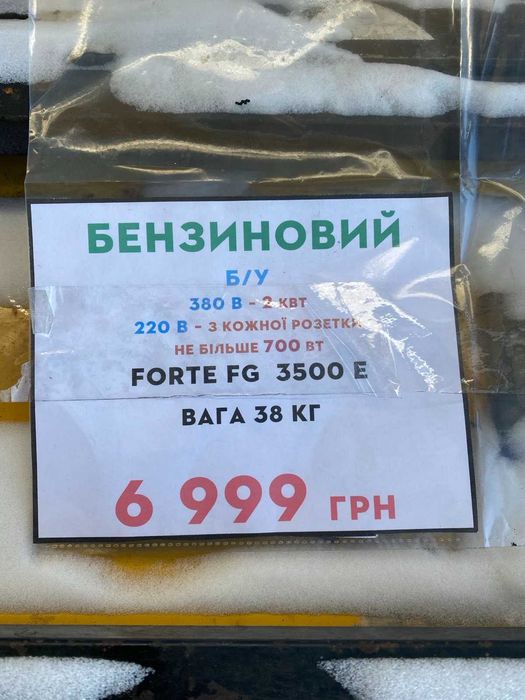 БЕНЗИНОВИЙ
Б/У
380 В - 2 КВТ
220 В - З КОЖНОЇ РОЗЕТКИ
НЕ БІЛЬШЕ 700 ВТ
FORTE FG 3500 E
ВАГА 38 КГ
6 999 ГРН